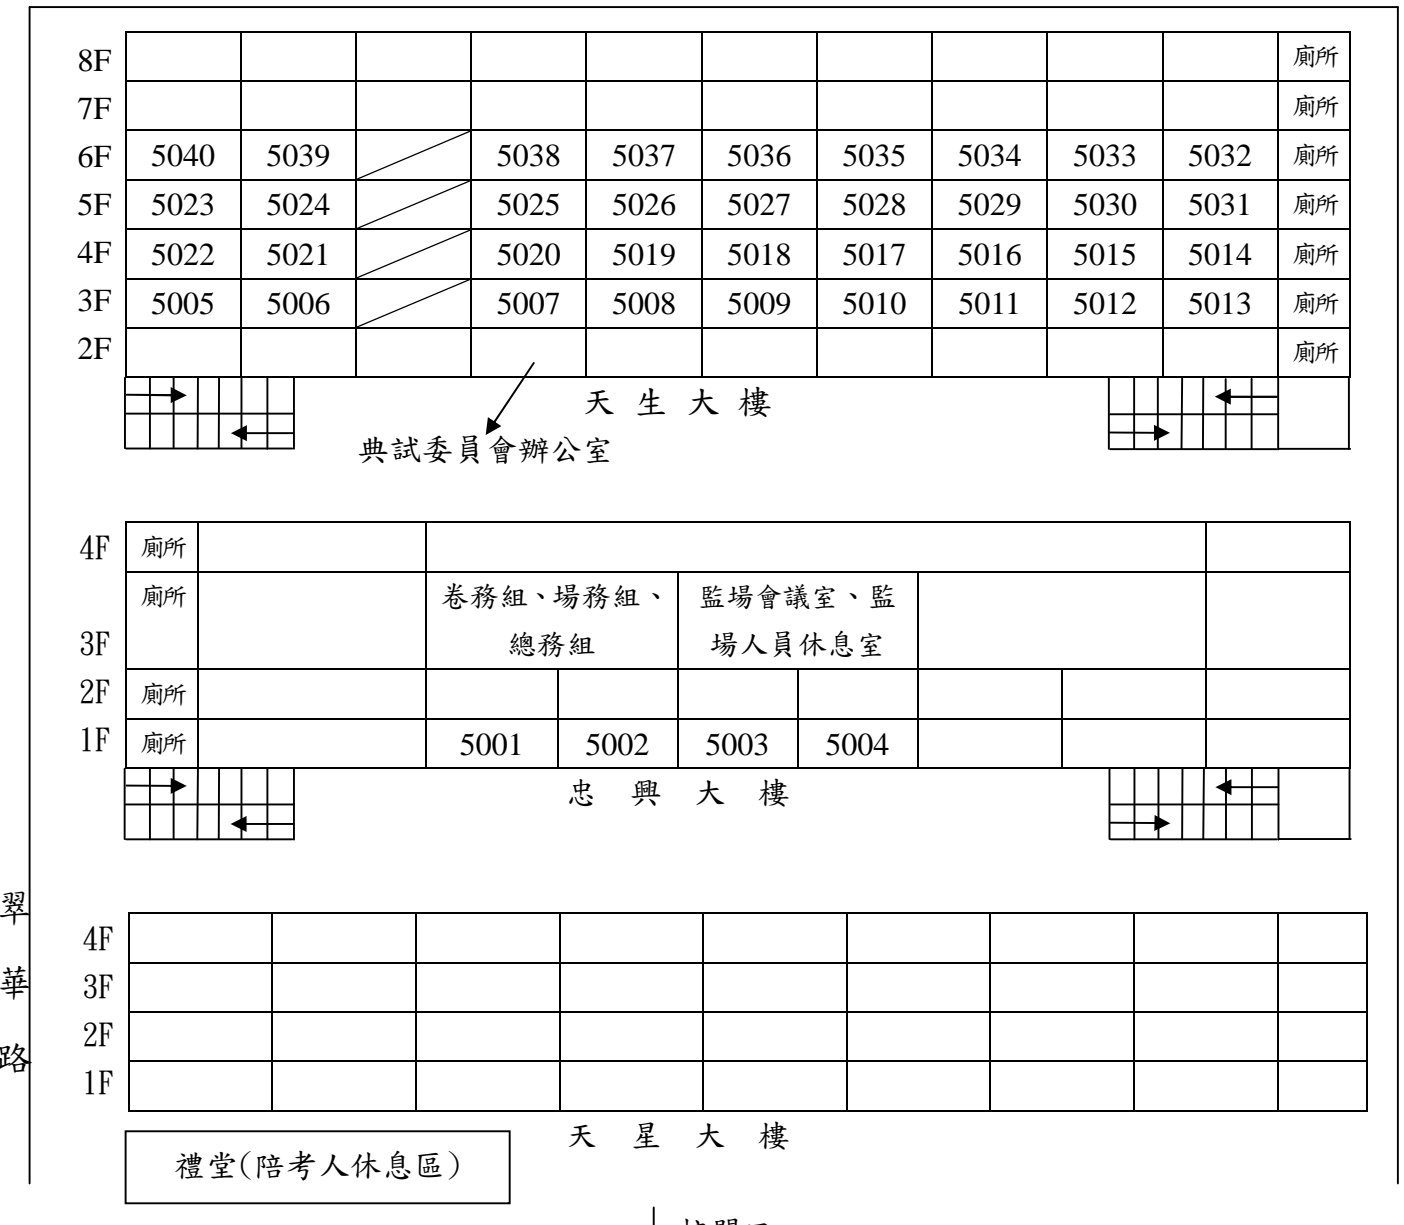 8F 廁所
7F 廁所
6F 5040 5039 5038 5037 5036 5035 5034 5033 5032 廁所
5F 5023 5024 5025 5026 5027 5028 5029 5030 5031 廁所
4F 5022 5021 5020 5019 5018 5017 5016 5015 5014 廁所
3F 5005 5006 5007 5008 5009 5010 5011 5012 5013 廁所
2F 廁所
天生大樓
典試委員會辦公室
4F 廁所
廁所 卷務組、場務組、 監場會議室、監
3F 總務組 場人員休息室
2F 廁所
1F 廁所 5001 5002 5003 5004
忠興大樓
翠華路
4F
3F
2F
1F
天星大樓
禮堂(陪考人休息區)